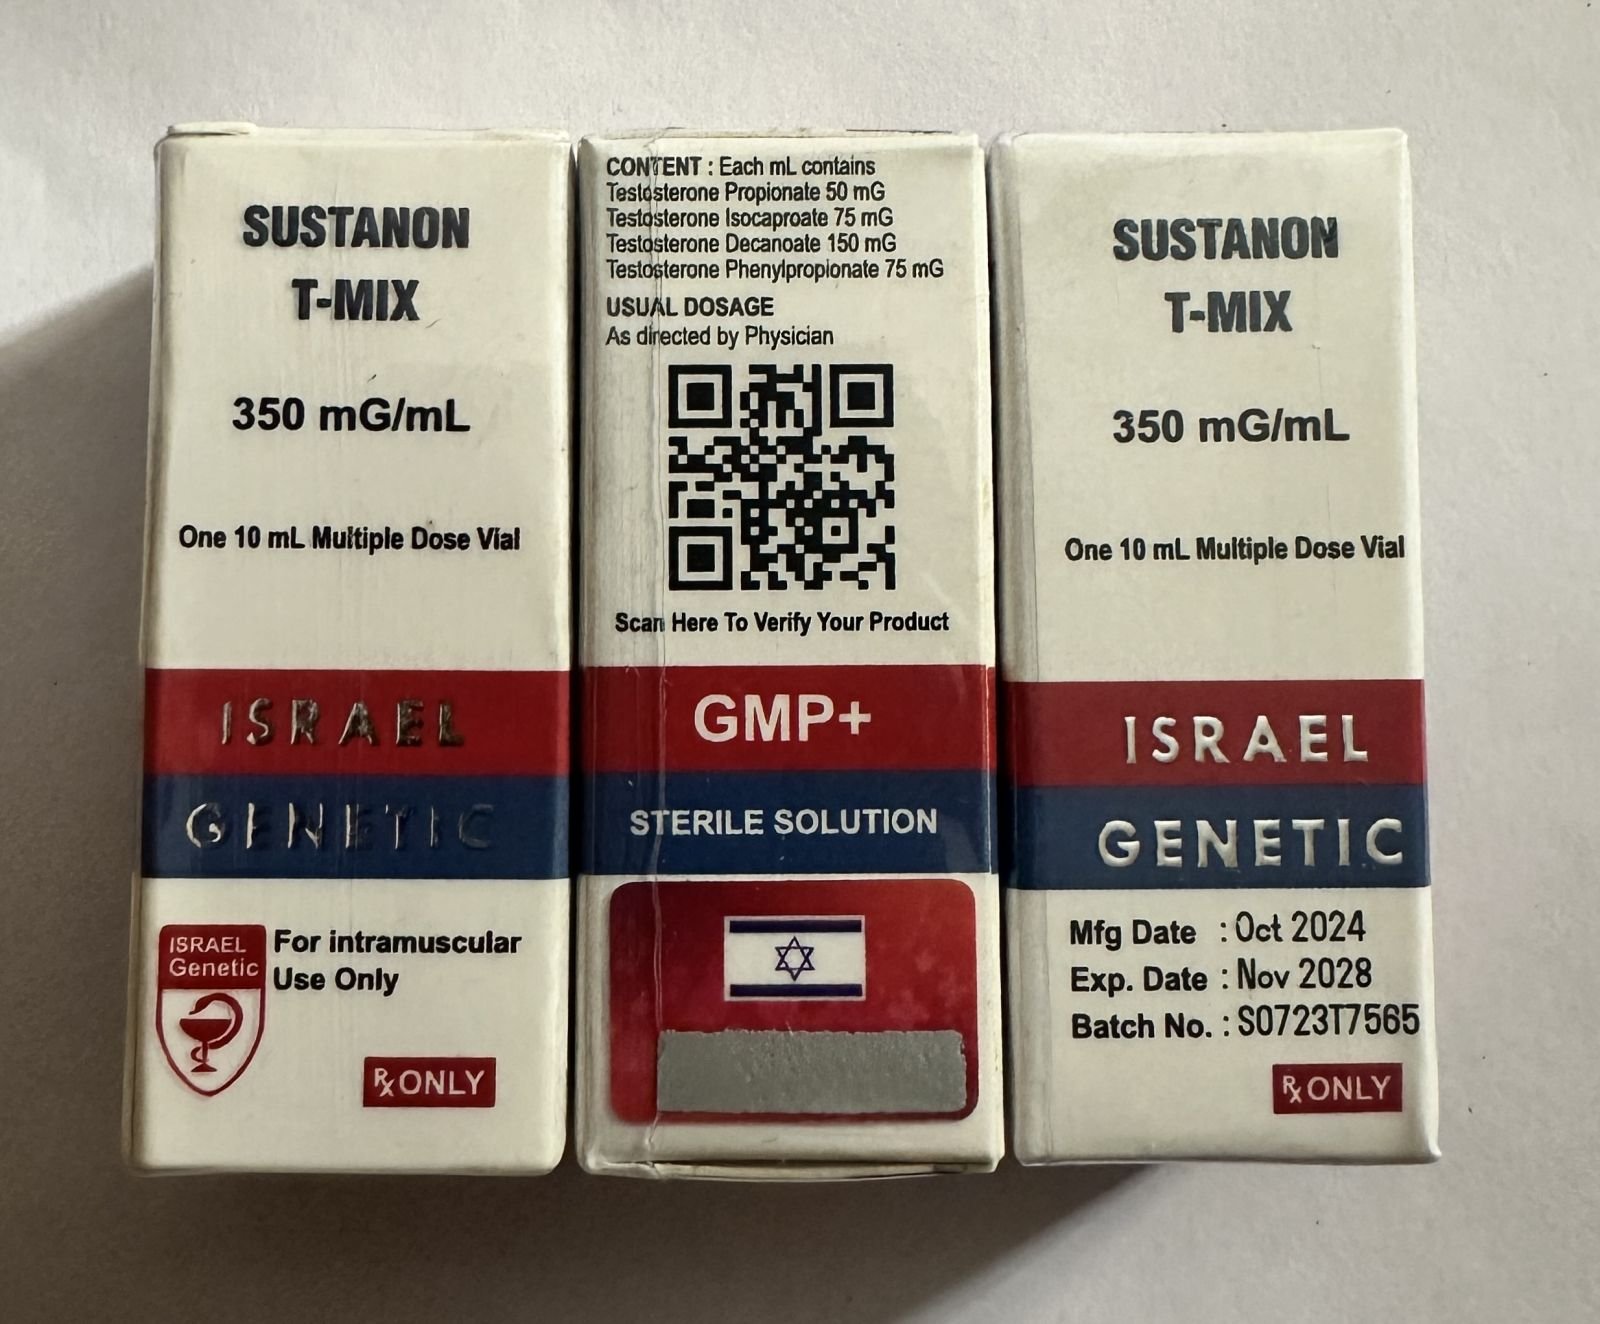 SUSTANON
T-MIX
350 mG/mL
One 10 mL Multiple Dose Vial
ISRAEL
GENETIC
ISRAEL
Genetic
For intramuscular
Use Only
℞ ONLY
CONTENT : Each mL contains
Testosterone Propionate 50 mG
Testosterone Isocaproate 75 mG
Testosterone Decanoate 150 mG
Testosterone Phenylpropionate 75 mG
USUAL DOSAGE
As directed by Physician
Scan Here To Verify Your Product
GMP+
STERILE SOLUTION
SUSTANON
T-MIX
350 mG/mL
One 10 mL Multiple Dose Vial
ISRAEL
GENETIC
Mfg Date : Oct 2024
Exp. Date : Nov 2028
Batch No. : S0723T7565
℞ ONLY